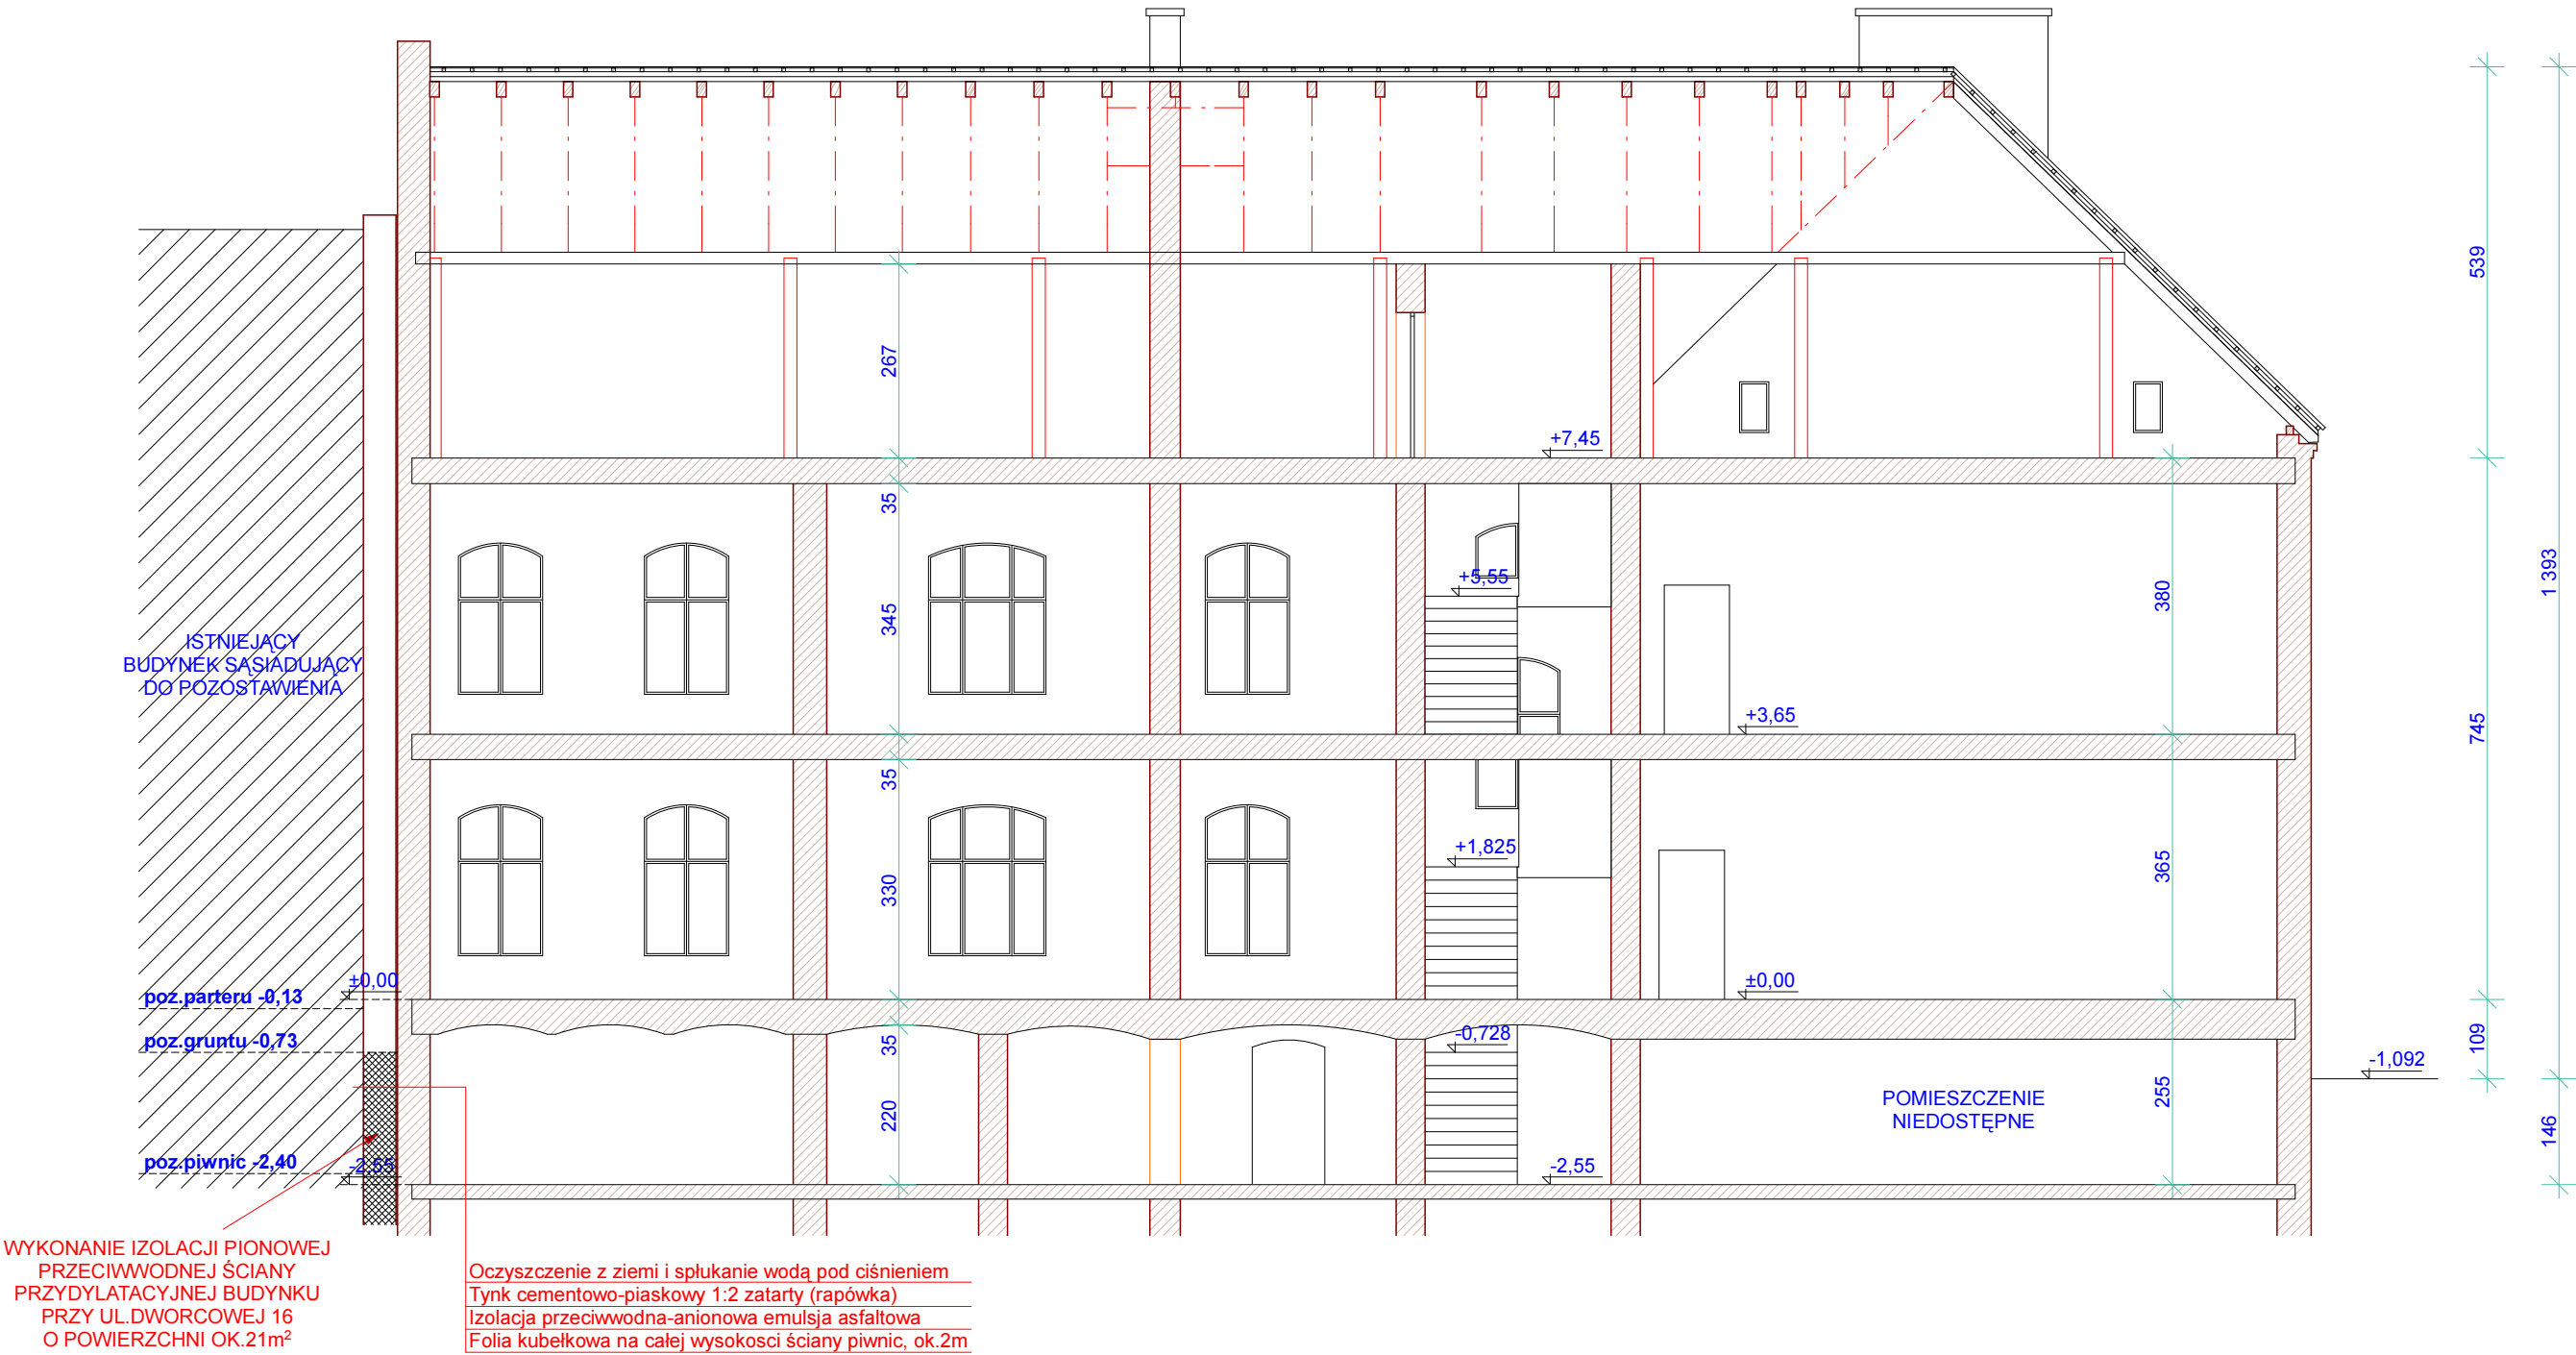 539
1 393
267
+7,45
35
+5,55
345
380
ISTNIEJĄCY
BUDYNEK SĄSIADUJĄCY
DO POZOSTAWIENIA
+3,65
745
35
+1,825
330
365
±0,00
±0,00
poz.parteru -0,13
poz.gruntu -0,73
35
-0,728
109
-1,092
220
255
POMIESZCZENIE
NIEDOSTĘPNE
146
poz.piwnic -2,40
-2,55
-2,55
WYKONANIE IZOLACJI PIONOWEJ
PRZECIWWODNEJ ŚCIANY
PRZYDYLATACYJNEJ BUDYNKU
PRZY UL.DWORCOWEJ 16
O POWIERZCHNI OK.21m²
Oczyszczenie z ziemi i spłukanie wodą pod ciśnieniem
Tynk cementowo-piaskowy 1:2 zatarty (rapówka)
Izolacja przeciwwodna-anionowa emulsja asfaltowa
Folia kubełkowa na całej wysokosci ściany piwnic, ok.2m